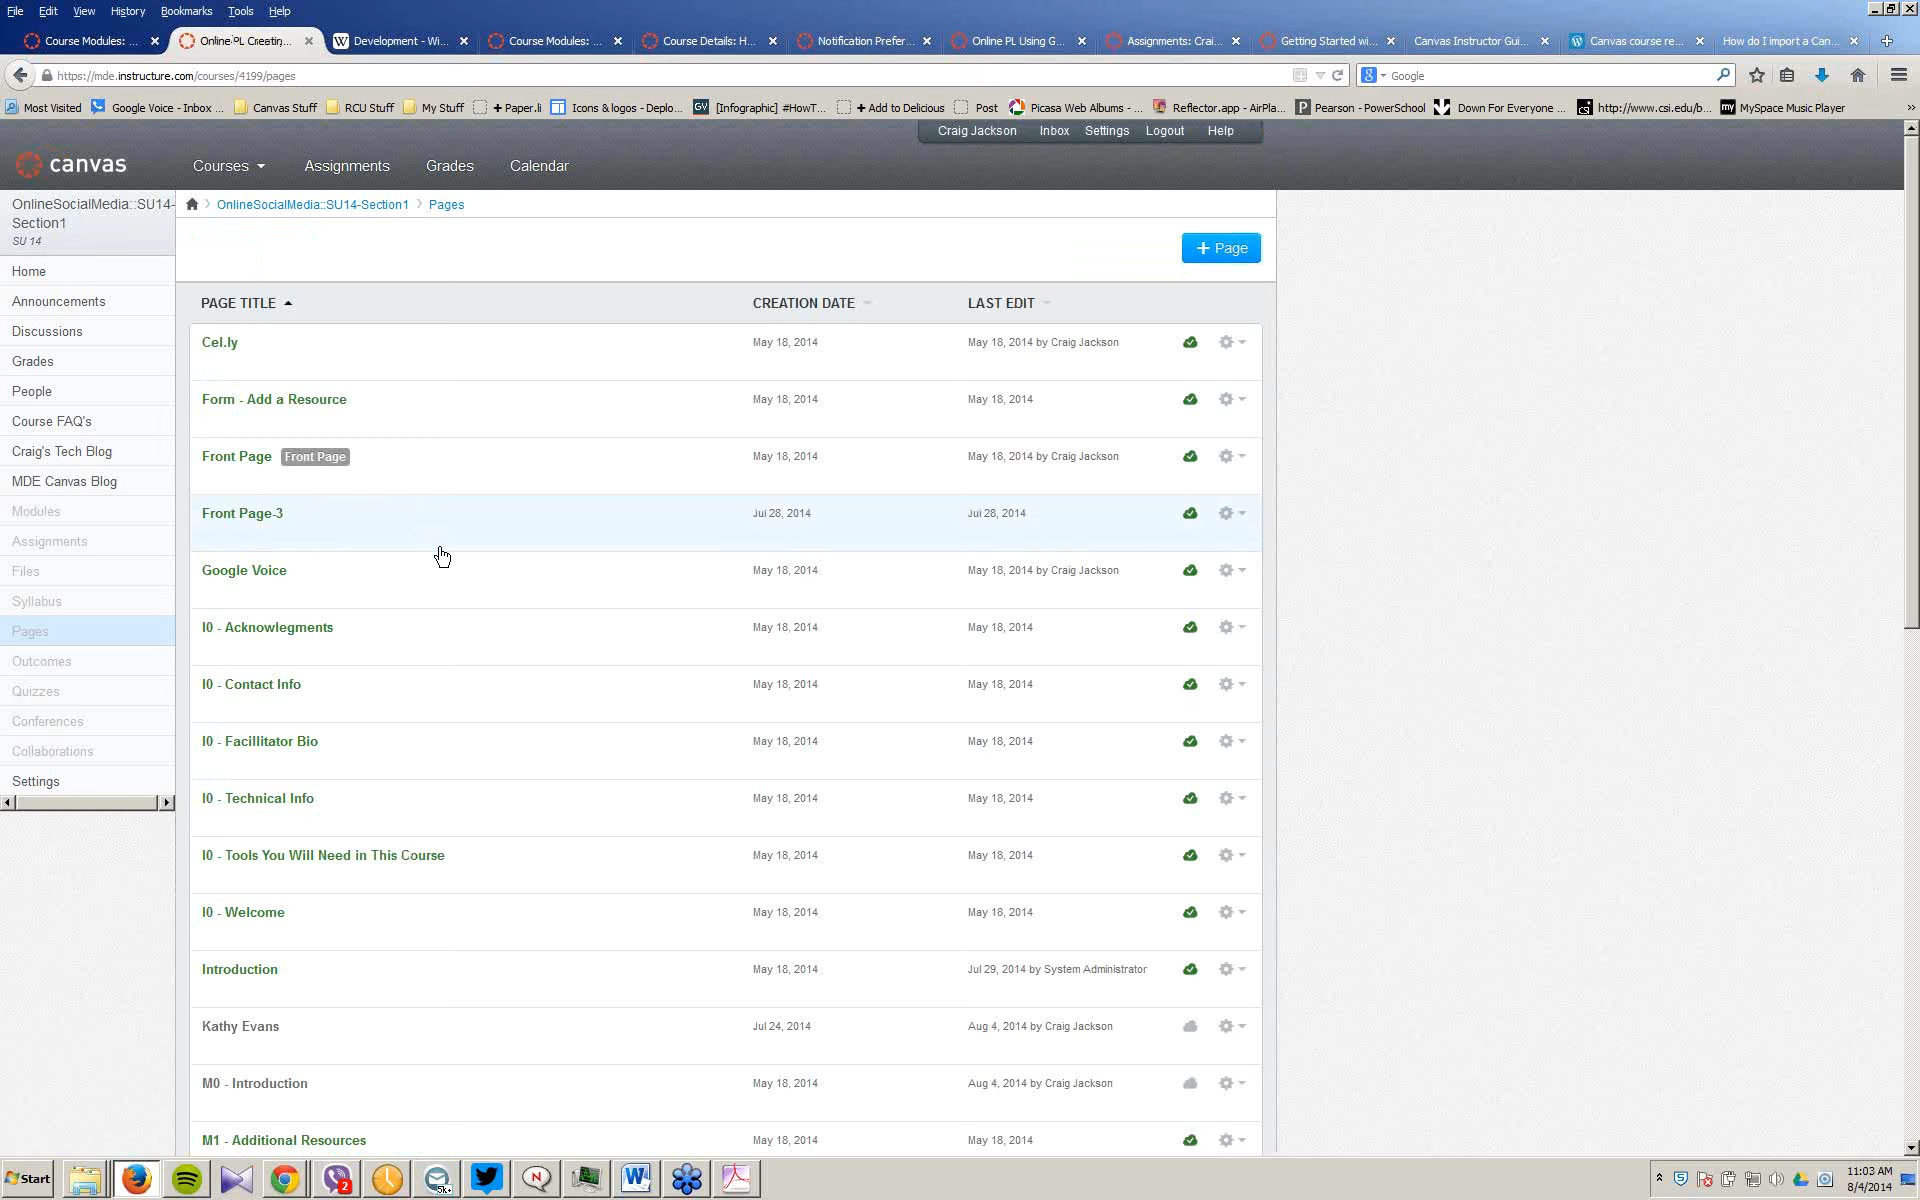 File Edit View History Bookmarks Tools Help
Course Modules: ... Online PL Creatin... Development - Wi... Course Modules: ... Course Details: H... Notification Prefer... Online PL Using G... Assignments: Crai... Getting Started wi... Canvas Instructor Gui... Canvas course re... How do I import a Can...
https://mde.instructure.com/courses/4199/pages Google
Most Visited Google Voice - Inbox ... Canvas Stuff RCU Stuff My Stuff + Paper.li Icons & logos - Deplo... [Infographic] #HowT... + Add to Delicious Post Picasa Web Albums - ... Reflector.app - AirPla... Pearson - PowerSchool Down For Everyone ... http://www.csi.edu/b... MySpace Music Player
Craig Jackson Inbox Settings Logout Help
canvas Courses Assignments Grades Calendar
OnlineSocialMedia::SU14-Section1
SU 14
OnlineSocialMedia::SU14-Section1 Pages
+ Page
Home
Announcements
Discussions
Grades
People
Course FAQ's
Craig's Tech Blog
MDE Canvas Blog
Modules
Assignments
Files
Syllabus
Pages
Outcomes
Quizzes
Conferences
Collaborations
Settings
PAGE TITLE CREATION DATE LAST EDIT
Cel.ly May 18, 2014 May 18, 2014 by Craig Jackson
Form - Add a Resource May 18, 2014 May 18, 2014
Front Page Front Page May 18, 2014 May 18, 2014 by Craig Jackson
Front Page-3 Jul 28, 2014 Jul 28, 2014
Google Voice May 18, 2014 May 18, 2014 by Craig Jackson
I0 - Acknowlegments May 18, 2014 May 18, 2014
I0 - Contact Info May 18, 2014 May 18, 2014
I0 - Facillitator Bio May 18, 2014 May 18, 2014
I0 - Technical Info May 18, 2014 May 18, 2014
I0 - Tools You Will Need in This Course May 18, 2014 May 18, 2014
I0 - Welcome May 18, 2014 May 18, 2014
Introduction May 18, 2014 Jul 29, 2014 by System Administrator
Kathy Evans Jul 24, 2014 Aug 4, 2014 by Craig Jackson
M0 - Introduction May 18, 2014 Aug 4, 2014 by Craig Jackson
M1 - Additional Resources May 18, 2014 May 18, 2014
Start 2 5k+ 11:03 AM
8/4/2014